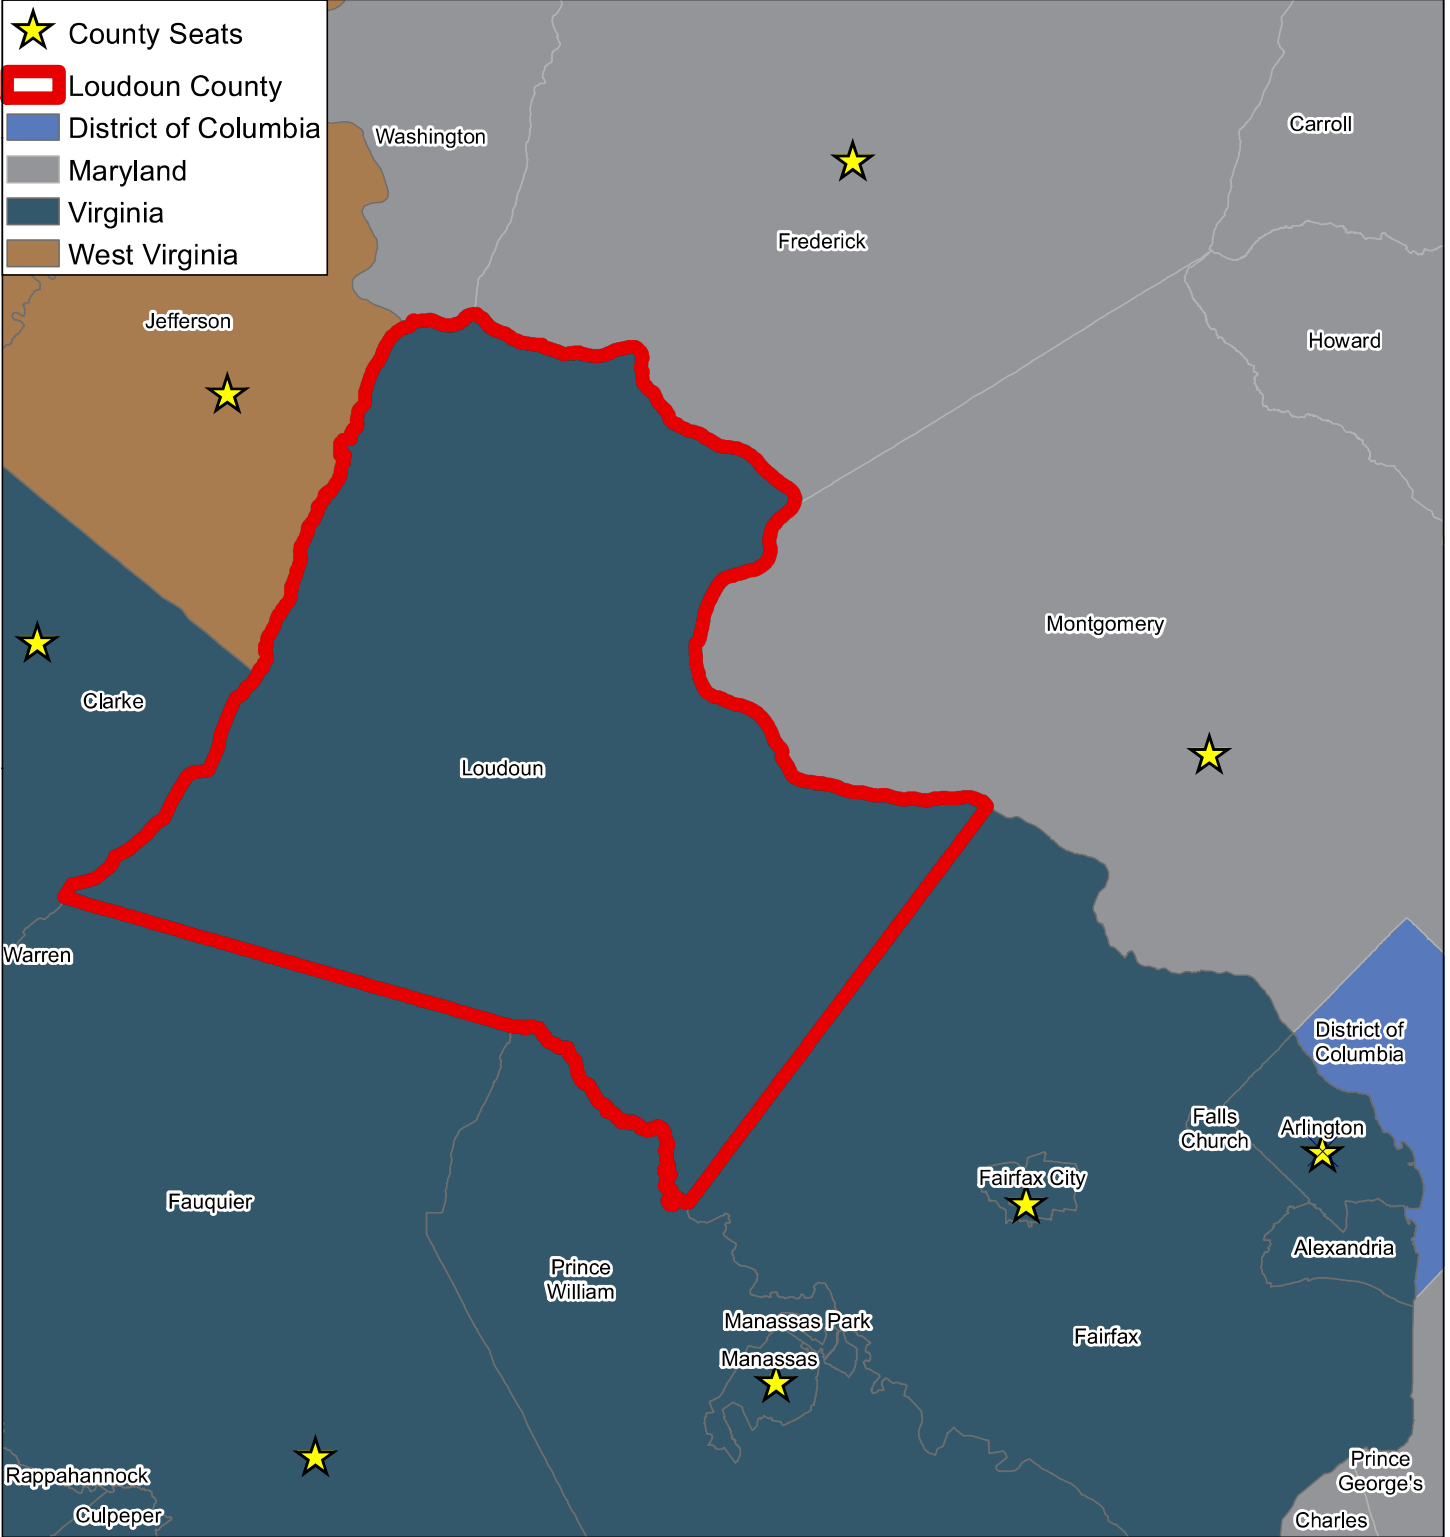 County Seats
Loudoun County
District of Columbia
Maryland
Virginia
West Virginia
Washington
Carroll
Frederick
Jefferson
Howard
Montgomery
Clarke
Loudoun
Warren
District of
Columbia
Falls
Church
Arlington
Fairfax City
Fauquier
Alexandria
Prince
William
Manassas Park
Fairfax
Manassas
Prince
George's
Rappahannock
Culpeper
Charles